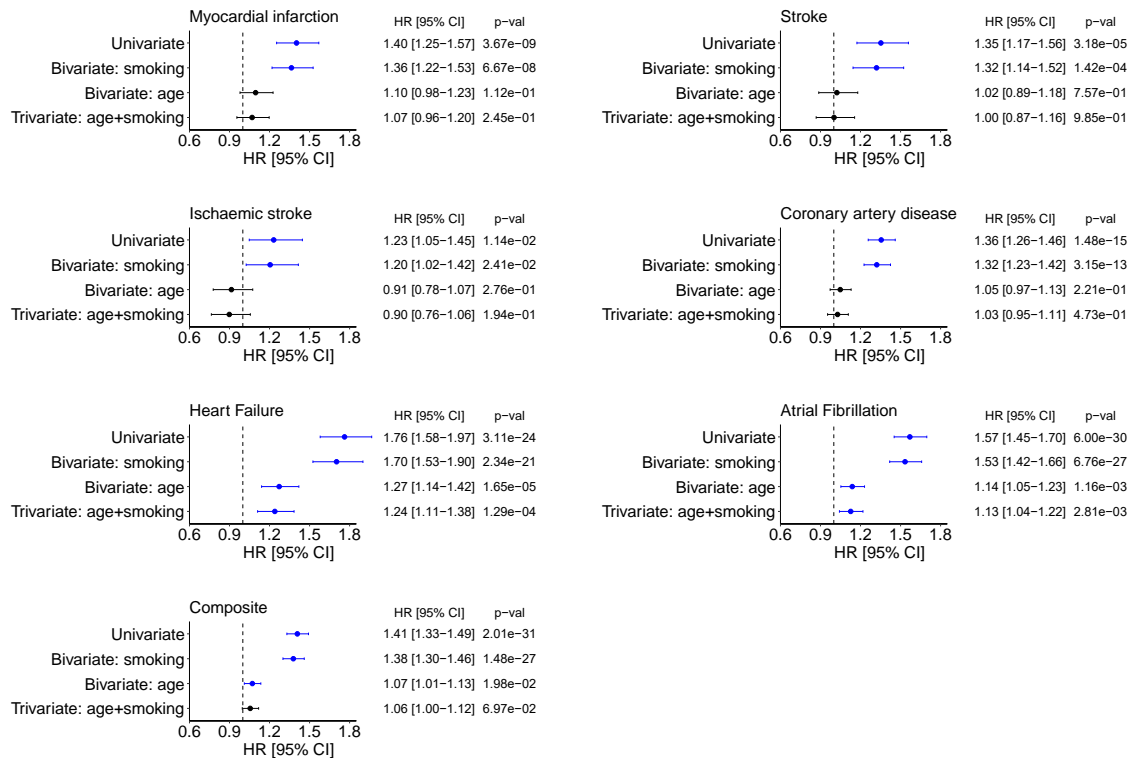 Myocardial infarction HR [95% CI] p−val
Univariate 1.40 [1.25−1.57] 3.67e−09
Bivariate: smoking 1.36 [1.22−1.53] 6.67e−08
Bivariate: age 1.10 [0.98−1.23] 1.12e−01
Trivariate: age+smoking 1.07 [0.96−1.20] 2.45e−01
0.6 0.9 1.2 1.5 1.8
HR [95% CI]
Stroke HR [95% CI] p−val
Univariate 1.35 [1.17−1.56] 3.18e−05
Bivariate: smoking 1.32 [1.14−1.52] 1.42e−04
Bivariate: age 1.02 [0.89−1.18] 7.57e−01
Trivariate: age+smoking 1.00 [0.87−1.16] 9.85e−01
0.6 0.9 1.2 1.5 1.8
HR [95% CI]
Ischaemic stroke HR [95% CI] p−val
Univariate 1.23 [1.05−1.45] 1.14e−02
Bivariate: smoking 1.20 [1.02−1.42] 2.41e−02
Bivariate: age 0.91 [0.78−1.07] 2.76e−01
Trivariate: age+smoking 0.90 [0.76−1.06] 1.94e−01
0.6 0.9 1.2 1.5 1.8
HR [95% CI]
Coronary artery disease HR [95% CI] p−val
Univariate 1.36 [1.26−1.46] 1.48e−15
Bivariate: smoking 1.32 [1.23−1.42] 3.15e−13
Bivariate: age 1.05 [0.97−1.13] 2.21e−01
Trivariate: age+smoking 1.03 [0.95−1.11] 4.73e−01
0.6 0.9 1.2 1.5 1.8
HR [95% CI]
Heart Failure HR [95% CI] p−val
Univariate 1.76 [1.58−1.97] 3.11e−24
Bivariate: smoking 1.70 [1.53−1.90] 2.34e−21
Bivariate: age 1.27 [1.14−1.42] 1.65e−05
Trivariate: age+smoking 1.24 [1.11−1.38] 1.29e−04
0.6 0.9 1.2 1.5 1.8
HR [95% CI]
Atrial Fibrillation HR [95% CI] p−val
Univariate 1.57 [1.45−1.70] 6.00e−30
Bivariate: smoking 1.53 [1.42−1.66] 6.76e−27
Bivariate: age 1.14 [1.05−1.23] 1.16e−03
Trivariate: age+smoking 1.13 [1.04−1.22] 2.81e−03
0.6 0.9 1.2 1.5 1.8
HR [95% CI]
Composite HR [95% CI] p−val
Univariate 1.41 [1.33−1.49] 2.01e−31
Bivariate: smoking 1.38 [1.30−1.46] 1.48e−27
Bivariate: age 1.07 [1.01−1.13] 1.98e−02
Trivariate: age+smoking 1.06 [1.00−1.12] 6.97e−02
0.6 0.9 1.2 1.5 1.8
HR [95% CI]